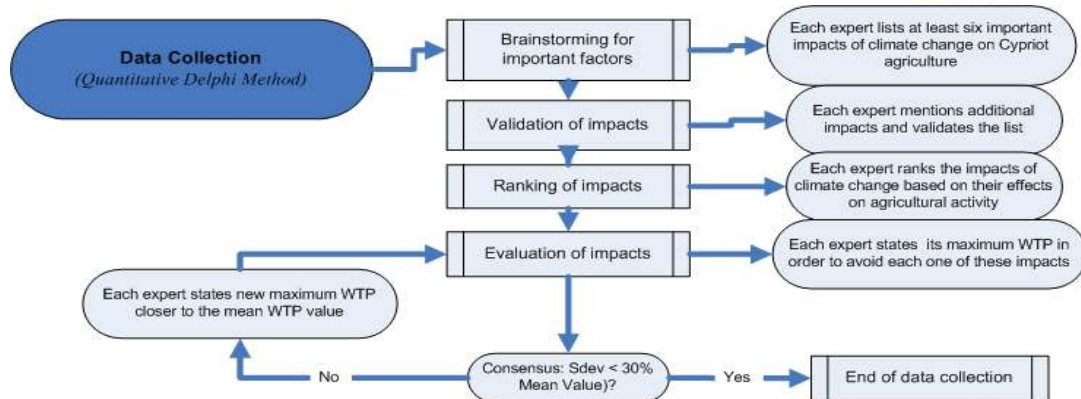 Data Collection
(Quantitative Delphi Method)
Brainstorming for
important factors
Each expert lists at least six important
impacts of climate change on Cypriot
agriculture
Validation of impacts
Each expert mentions additional
impacts and validates the list
Ranking of impacts
Each expert ranks the impacts of
climate change based on their effects
on agricultural activity
Evaluation of impacts
Each expert states its maximum WTP in
order to avoid each one of these impacts
Each expert states new maximum WTP
closer to the mean WTP value
Consensus: Sdev < 30%
Mean Value)?
No
Yes
End of data collection